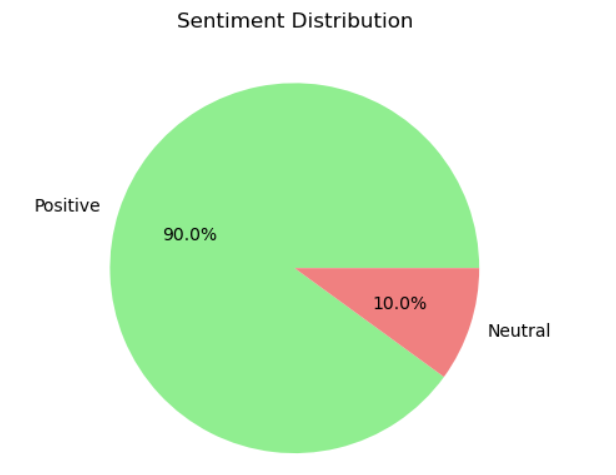 Sentiment Distribution
Positive
90.0%
10.0%
Neutral